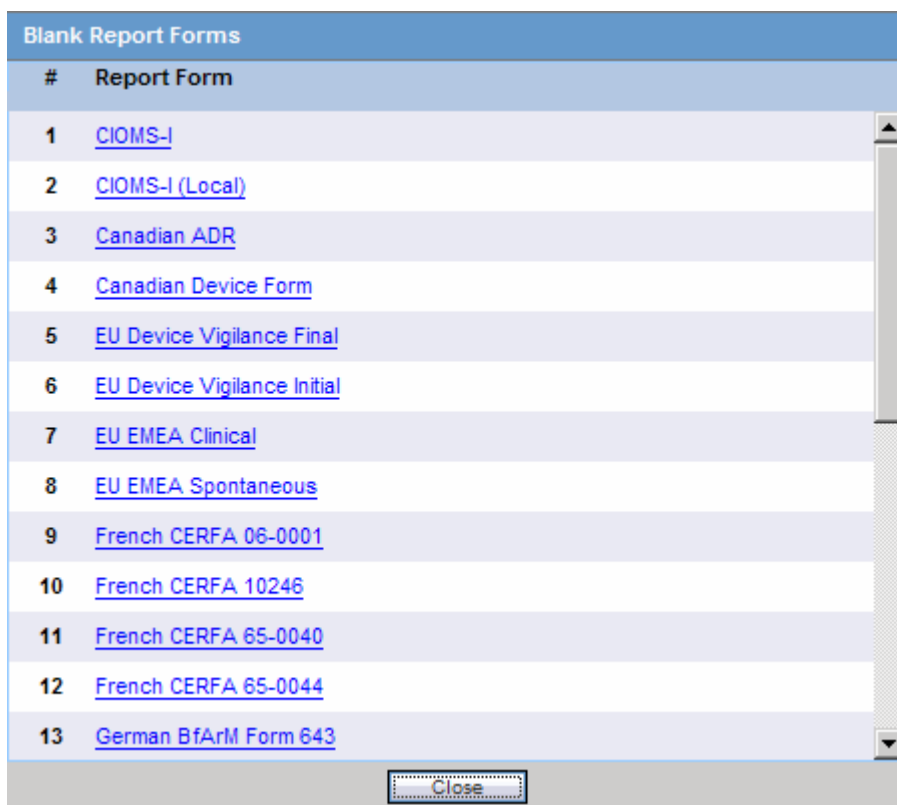 Blank Report Forms
# Report Form
1 CIOMS-I
2 CIOMS-I (Local)
3 Canadian ADR
4 Canadian Device Form
5 EU Device Vigilance Final
6 EU Device Vigilance Initial
7 EU EMEA Clinical
8 EU EMEA Spontaneous
9 French CERFA 06-0001
10 French CERFA 10246
11 French CERFA 65-0040
12 French CERFA 65-0044
13 German BfArM Form 643
Close